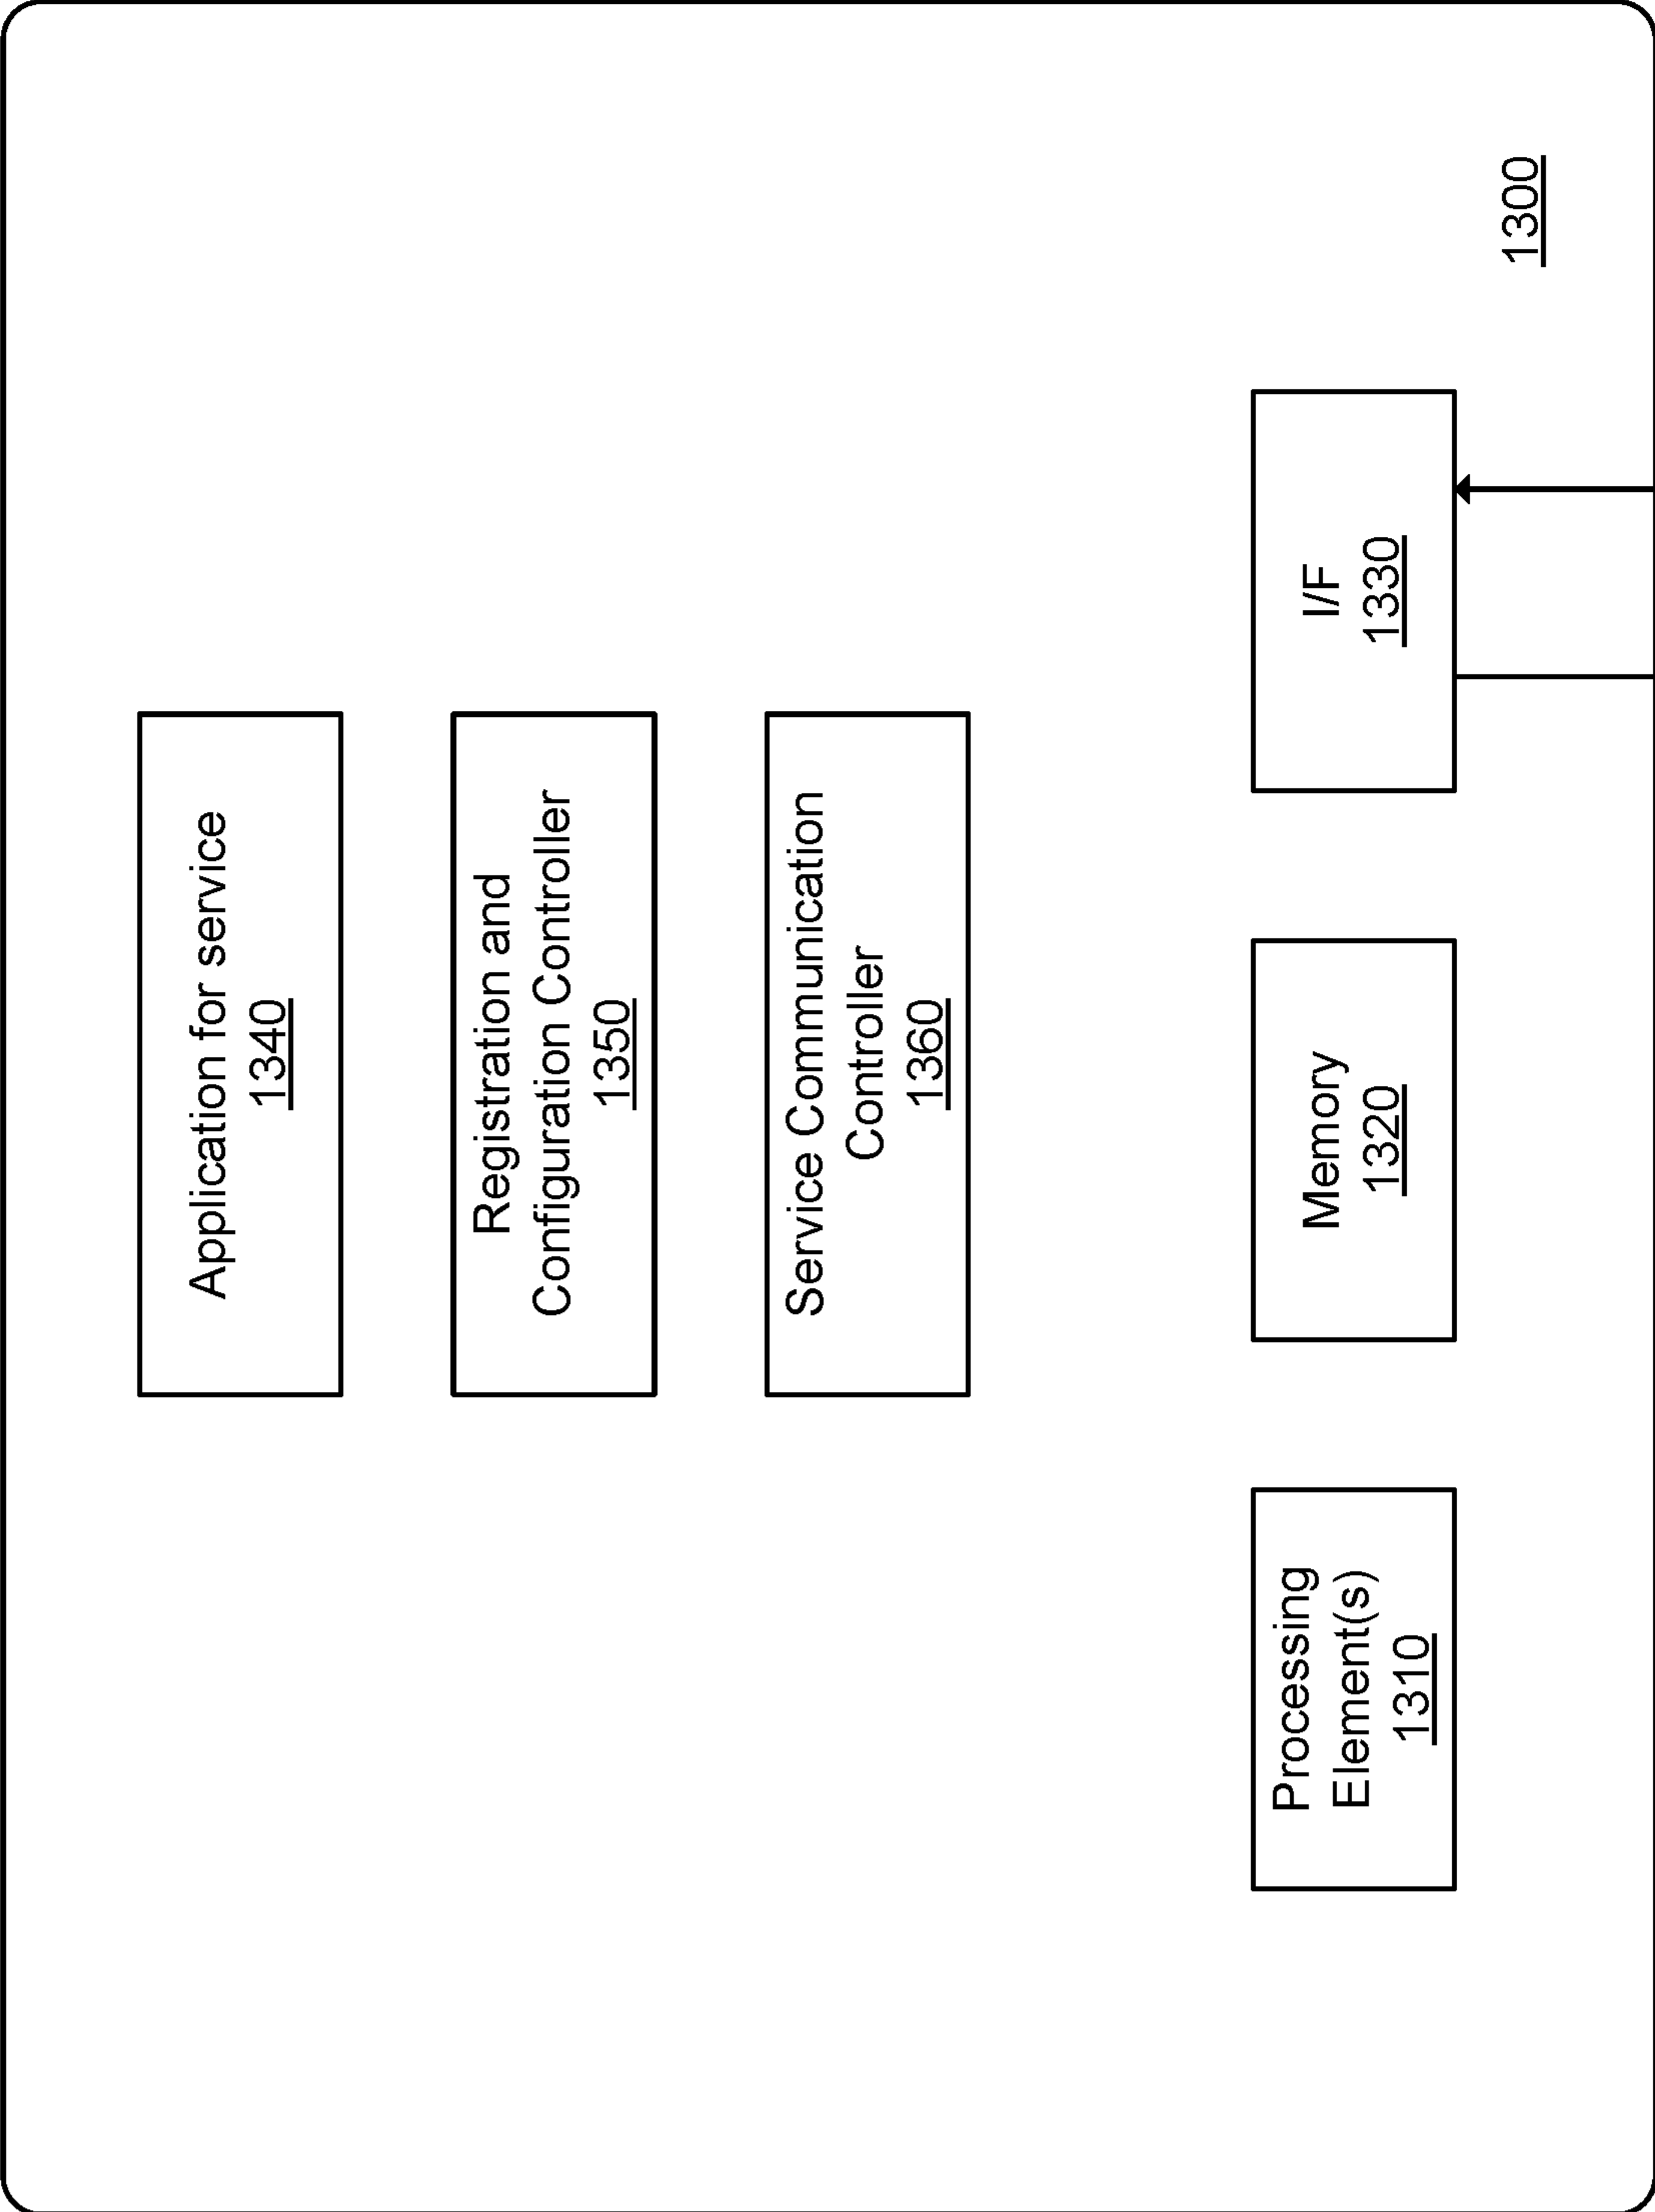 Application for service
1340
Registration and
Configuration Controller
1350
Service Communication
Controller
1360
Processing
Element(s)
1310
Memory
1320
I/F
1330
1300